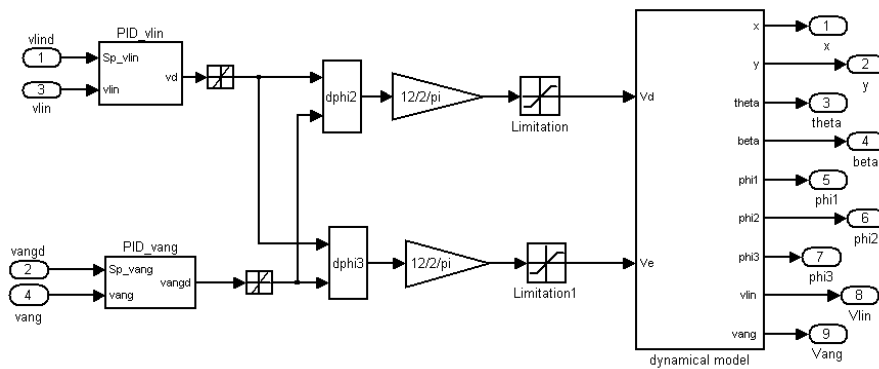 vlind
1
3
vlin
PID_vlin
Sp_vlin
vlin
vd
dphi2
12/2/pi
Limitation
vangd
2
4
vang
PID_vang
Sp_vang
vang
vangd
dphi3
12/2/pi
Limitation1
Vd
Ve
x
y
theta
beta
phi1
phi2
phi3
vlin
vang
dynamical model
1
x
2
y
3
theta
4
beta
5
phi1
6
phi2
7
phi3
8
Vlin
9
Vang